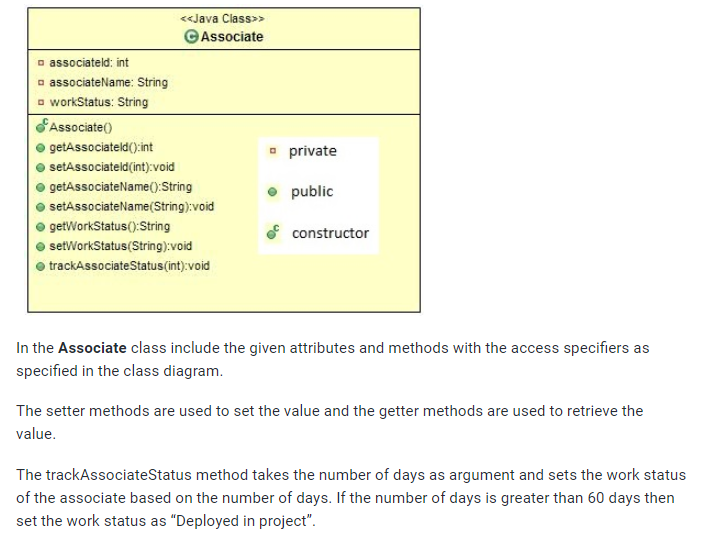 <<Java Class>>
Associate
associateId: int
associateName: String
workStatus: String
Associate()
getAssociateId():int
setAssociateId(int):void
getAssociateName():String
setAssociateName(String):void
getWorkStatus():String
setWorkStatus(String):void
trackAssociateStatus(int):void
private
public
constructor
In the Associate class include the given attributes and methods with the access specifiers as
specified in the class diagram.
The setter methods are used to set the value and the getter methods are used to retrieve the
value.
The trackAssociateStatus method takes the number of days as argument and sets the work status
of the associate based on the number of days. If the number of days is greater than 60 days then
set the work status as “Deployed in project”.